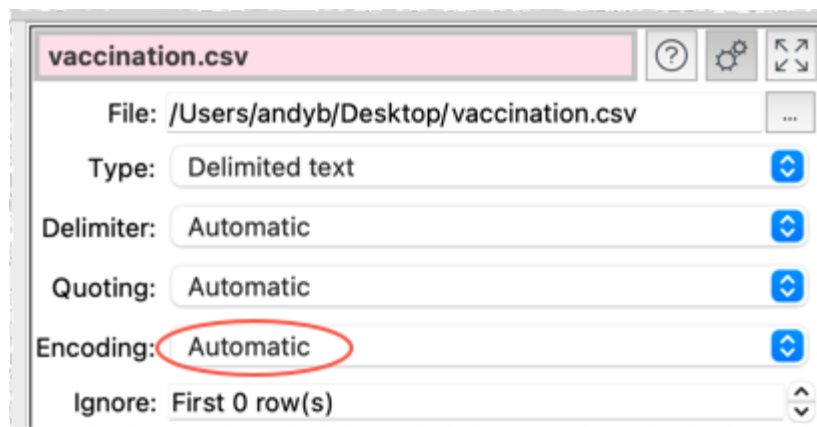 vaccination.csv
File: /Users/andyb/Desktop/vaccination.csv ...
Type: Delimited text
Delimiter: Automatic
Quoting: Automatic
Encoding: Automatic
Ignore: First 0 row(s)